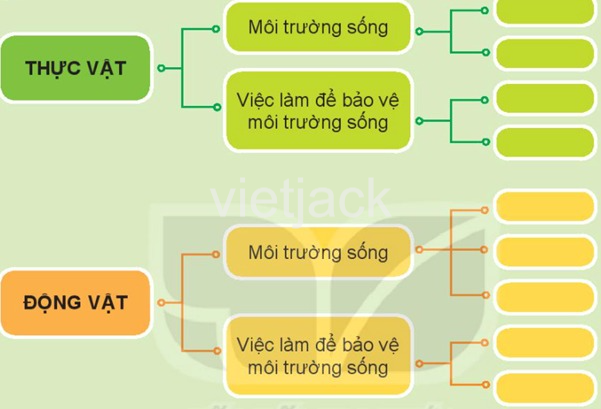 Môi trường sống
THỰC VẬT
Việc làm để bảo vệ
môi trường sống
vietjack
Môi trường sống
ĐỘNG VẬT
Việc làm để bảo vệ
môi trường sống